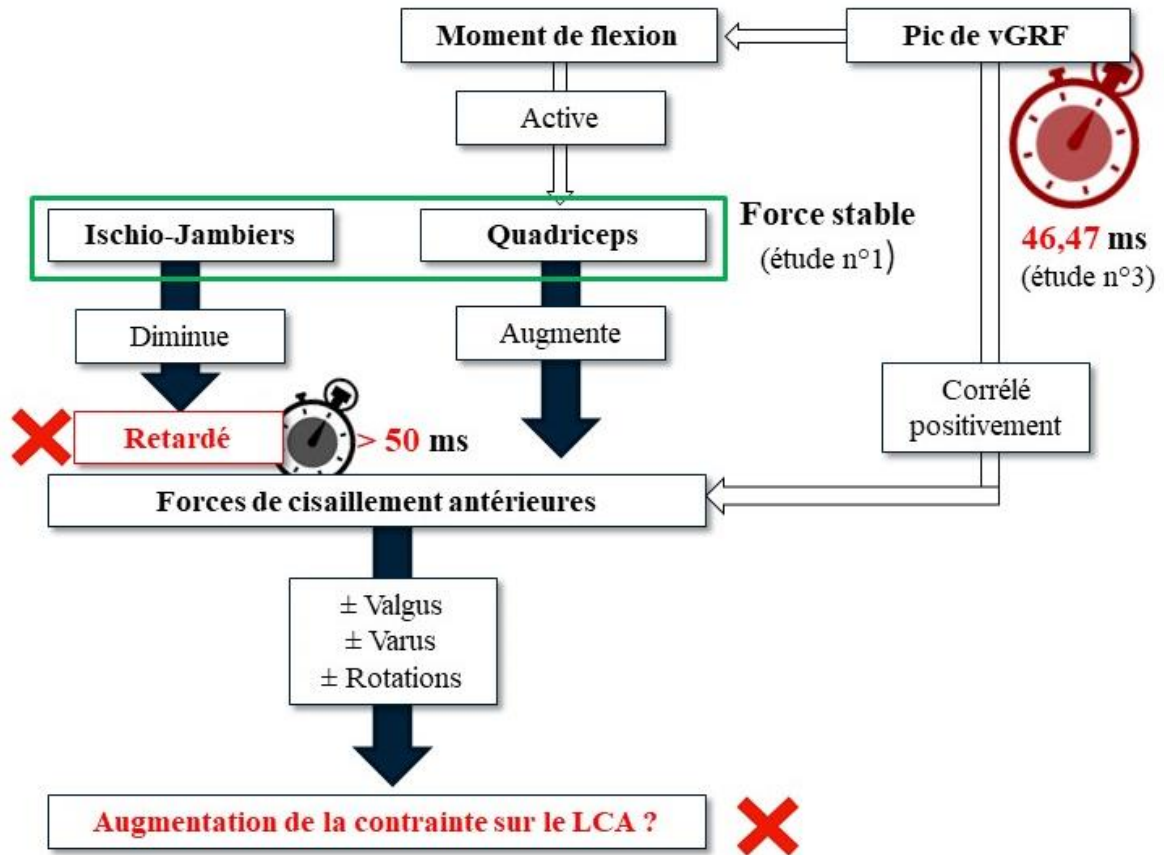 Moment de flexion
Pic de vGRF
Active
Ischio-Jambiers
Quadriceps
Force stable
(étude n°1)
46,47 ms
(étude n°3)
Diminue
Augmente
Corrélé
positivement
Retardé
> 50 ms
Forces de cisaillement antérieures
± Valgus
± Varus
± Rotations
Augmentation de la contrainte sur le LCA ?